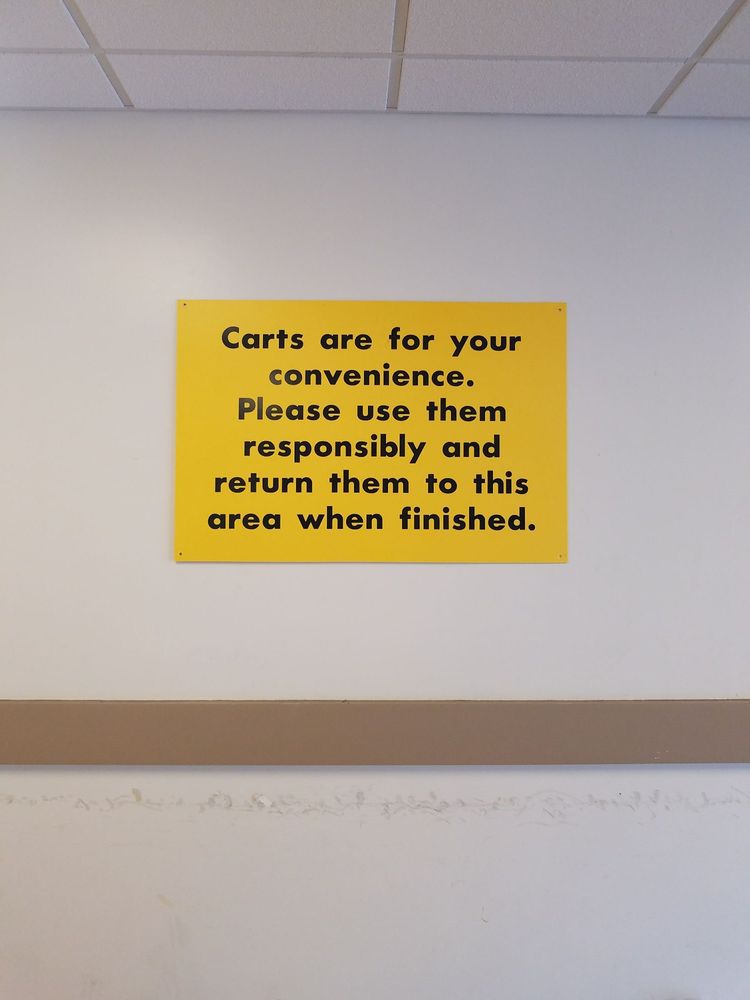 Carts are for your
convenience.
Please use them
responsibly and
return them to this
area when finished.